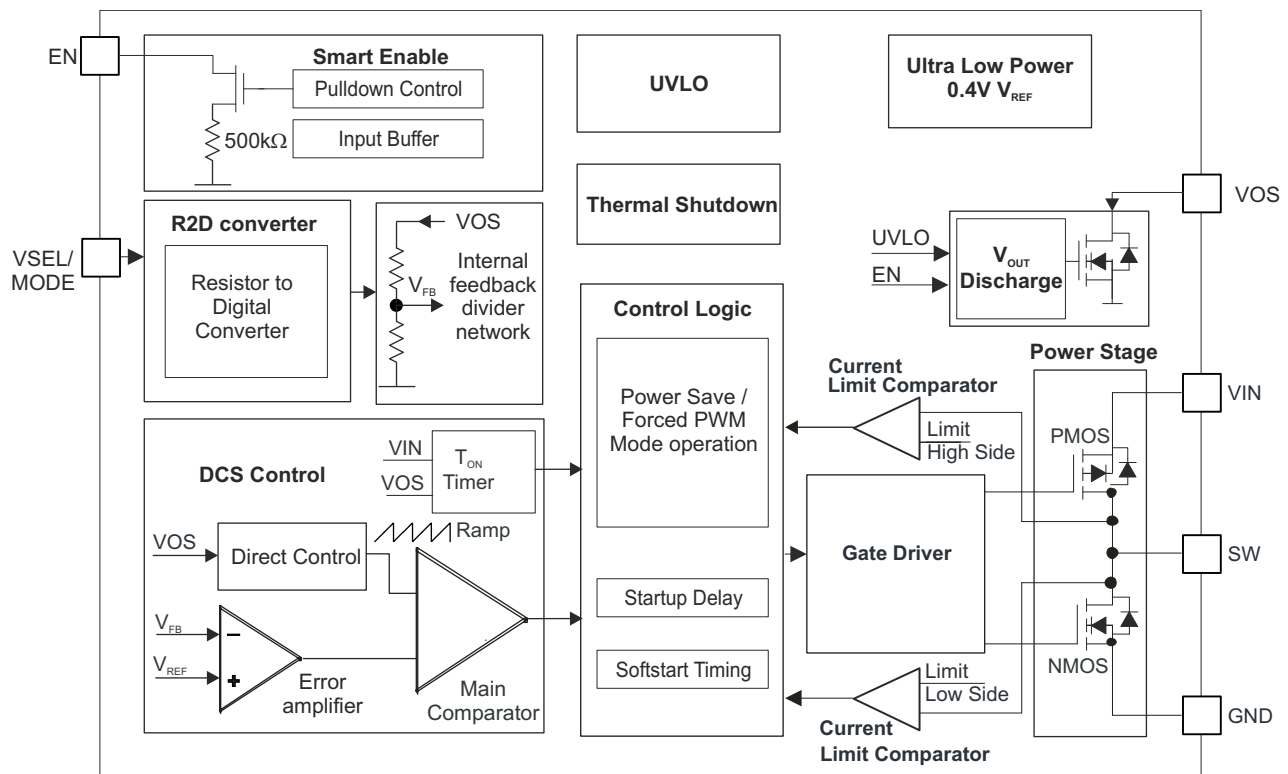 EN
Smart Enable
Pulldown Control
500kΩ
Input Buffer
UVLO
Ultra Low Power
0.4V VREF
Thermal Shutdown
VOS
VSEL/
MODE
R2D converter
Resistor to
Digital
Converter
VOS
VFB
Internal
feedback
divider
network
UVLO
EN
VOUT
Discharge
Control Logic
Power Save /
Forced PWM
Mode operation
Startup Delay
Softstart Timing
Current
Limit Comparator
Limit
High Side
Power Stage
PMOS
VIN
DCS Control
VIN
VOS
TON
Timer
Ramp
VOS
Direct Control
VFB
−
VREF
+
Error
amplifier
Main
Comparator
Gate Driver
SW
NMOS
Limit
Low Side
Current
Limit Comparator
GND